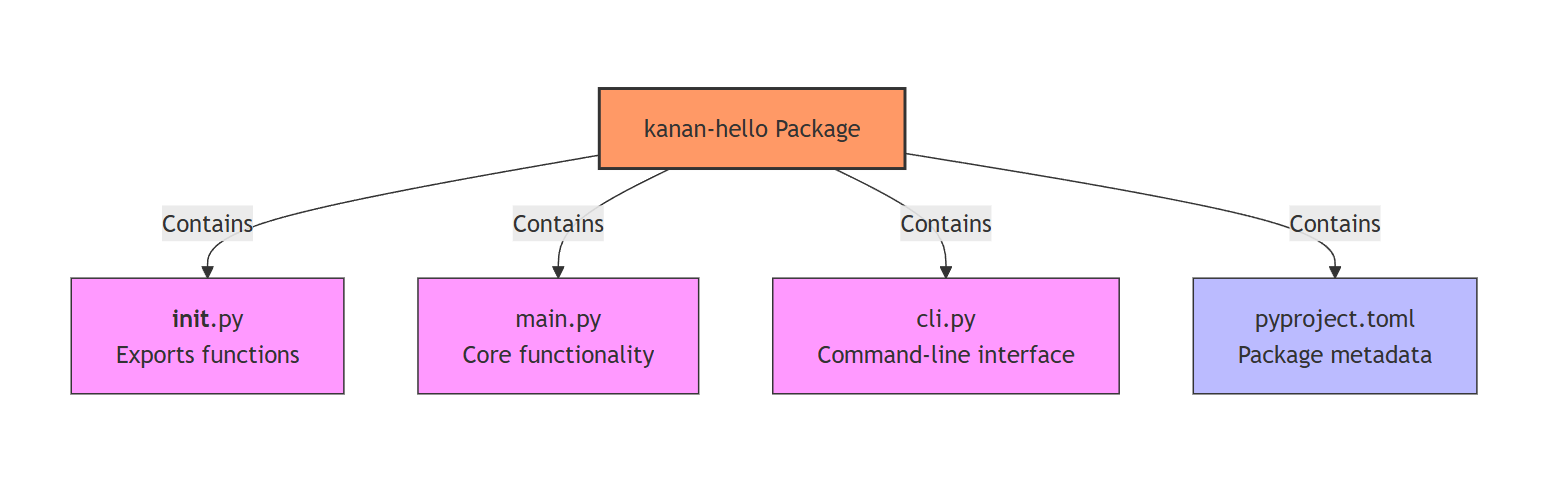 kanan-hello Package
Contains
Contains
Contains
Contains
init.py
Exports functions
main.py
Core functionality
cli.py
Command-line interface
pyproject.toml
Package metadata